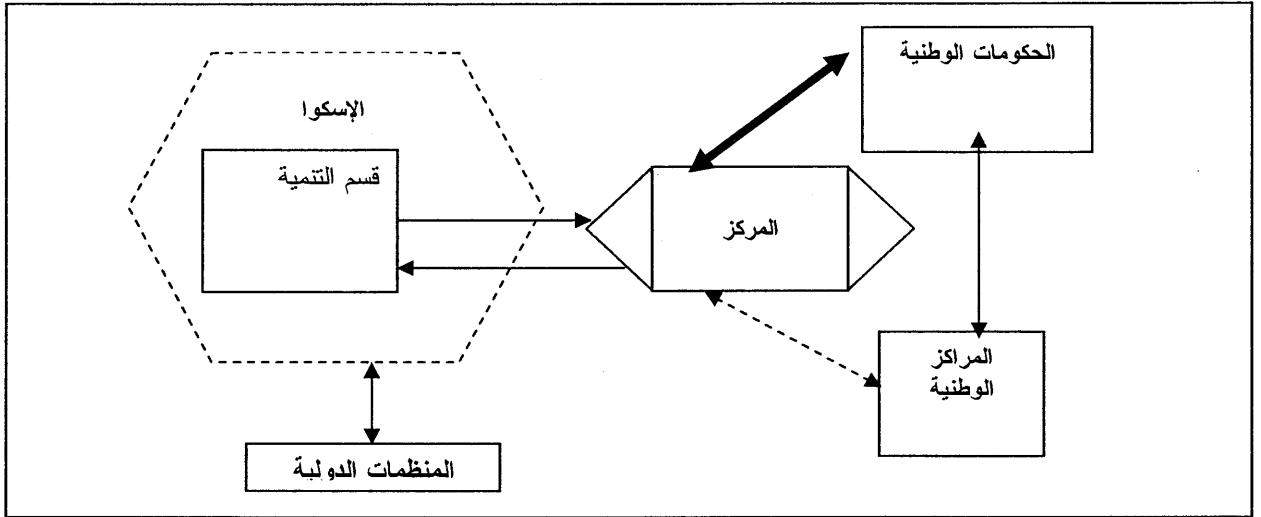 الحكومات الوطنية
الإسكوا
قسم التنمية
المركز
المراكز
الوطنية
المنظمات الدولية